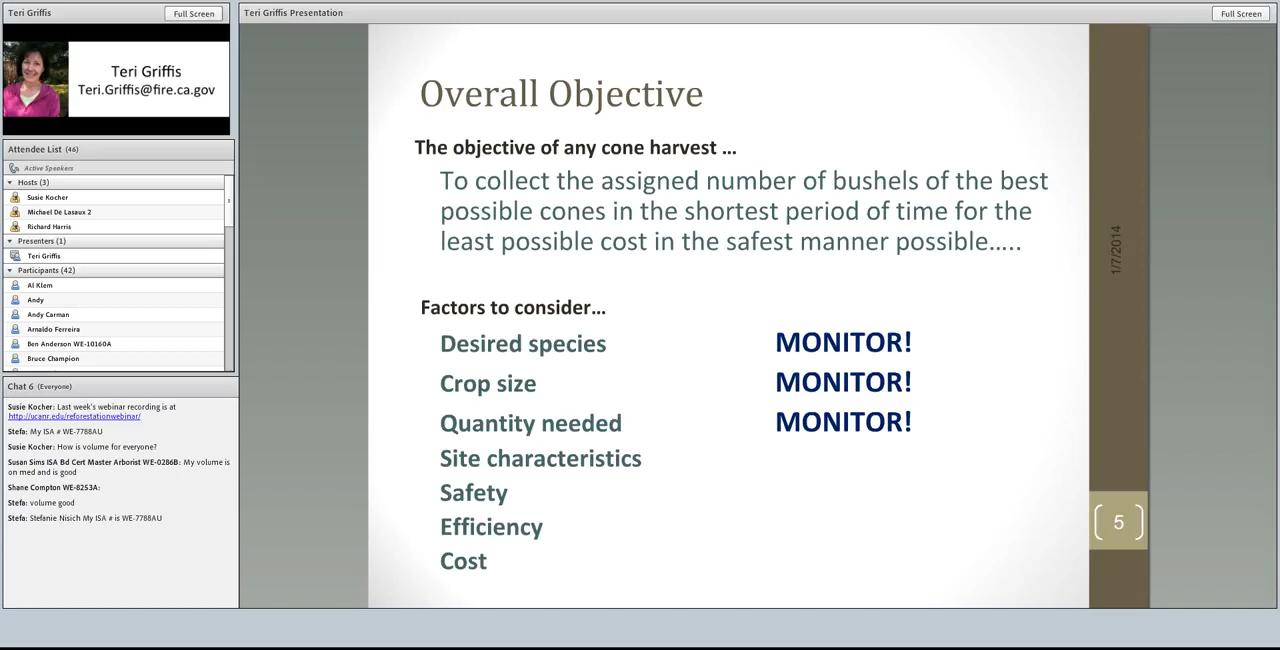 Teri Griffis
Full Screen
Teri Griffis
Teri.Griffis@fire.ca.gov
Attendee List (46)
Active Speakers
Hosts (3)
Susie Kocher
Michael De Lasaux 2
Richard Harris
Presenters (1)
Teri Griffis
Participants (42)
Al Klem
Andy
Andy Carman
Arnaldo Ferreira
Ben Anderson WE-10160A
Bruce Champion
Chat 6 (Everyone)
Susie Kocher: Last week's webinar recording is at
http://ucanr.edu/reforestationwebinar/
Stefa: My ISA # WE-7788AU
Susie Kocher: How is volume for everyone?
Susan Sims ISA Bd Cert Master Arborist WE-0286B: My volume is
on med and is good
Shane Compton WE-8253A:
Stefa: volume good
Stefa: Stefanie Nisich My ISA # is WE-7788AU
Teri Griffis Presentation
Full Screen
Overall Objective
The objective of any cone harvest ...
To collect the assigned number of bushels of the best
possible cones in the shortest period of time for the
least possible cost in the safest manner possible.....
Factors to consider...
Desired species MONITOR!
Crop size MONITOR!
Quantity needed MONITOR!
Site characteristics
Safety
Efficiency
Cost
1/7/2014
5